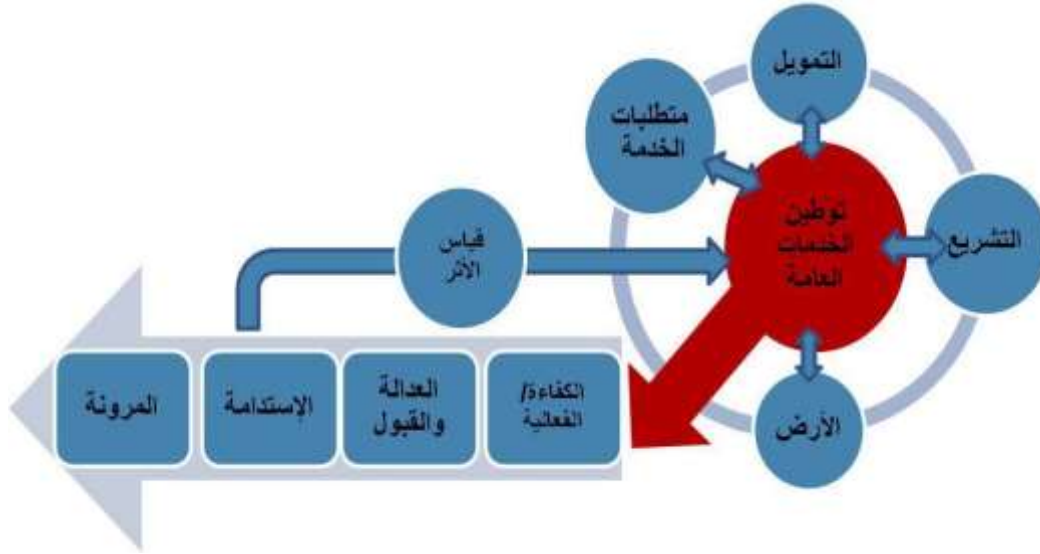 التمويل
متطلبات
الخدمة
توطين
الخدمات
العامة
التشريع
قياس
الأثر
الأرض
الكفاءة/
الفعالية
العدالة
والقبول
الإستدامة
المرونة